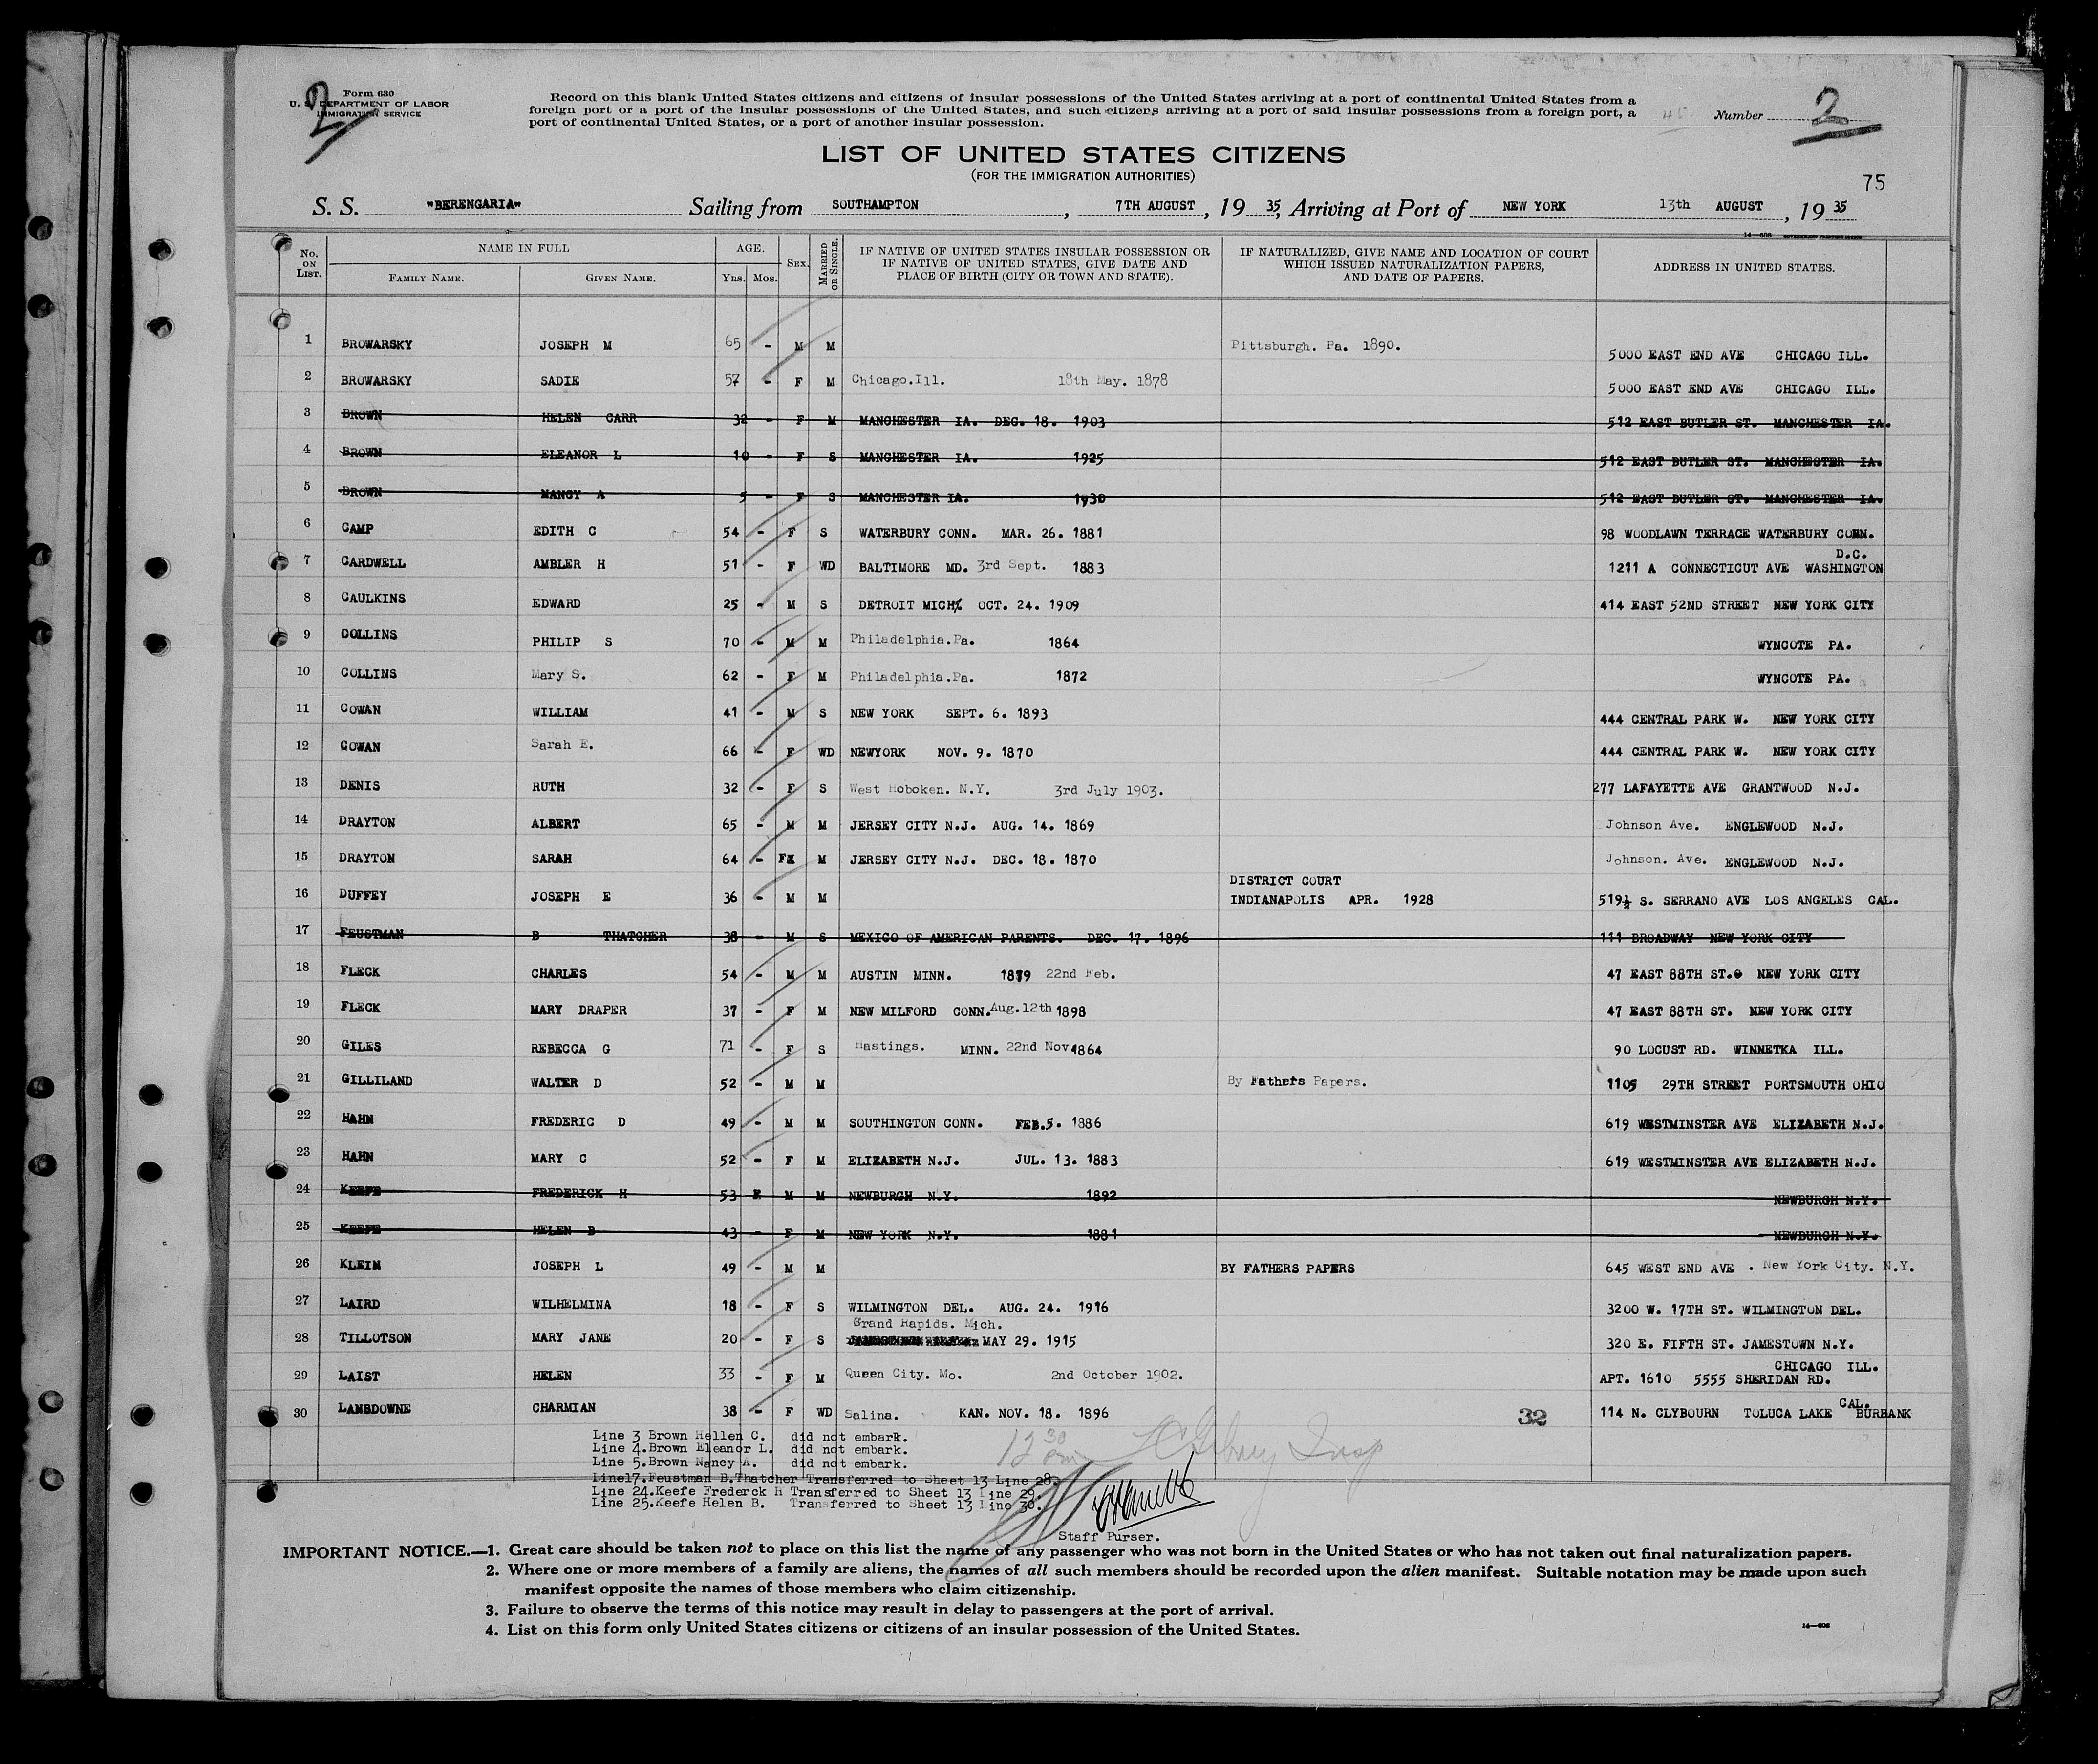 2
Form 630
U. S. DEPARTMENT OF LABOR
IMMIGRATION SERVICE
Record on this blank United States citizens and citizens of insular possessions of the United States arriving at a port of continental United States from a
foreign port or a port of the insular possessions of the United States, and such citizens arriving at a port of said insular possessions from a foreign port, a
port of continental United States, or a port of another insular possession.
Number 2
LIST OF UNITED STATES CITIZENS
(FOR THE IMMIGRATION AUTHORITIES)
75
S. S. "BERENGARIA" Sailing from SOUTHAMPTON, 7TH AUGUST, 19 35, Arriving at Port of NEW YORK 13th AUGUST, 19 35
No. ON LIST. NAME IN FULL FAMILY NAME. GIVEN NAME. AGE. YRS. MOS. SEX. MARRIED OR SINGLE. IF NATIVE OF UNITED STATES INSULAR POSSESSION OR IF NATIVE OF UNITED STATES, GIVE DATE AND PLACE OF BIRTH (CITY OR TOWN AND STATE). IF NATURALIZED, GIVE NAME AND LOCATION OF COURT WHICH ISSUED NATURALIZATION PAPERS, AND DATE OF PAPERS. ADDRESS IN UNITED STATES.
1 BROWARSKY JOSEPH M 65 - M M Pittsburgh. Pa. 1890. 5000 EAST END AVE CHICAGO ILL.
2 BROWARSKY SADIE 57 - F M Chicago.Ill. 18th May. 1878 5000 EAST END AVE CHICAGO ILL.
3 BROWN HELEN CARR 32 - F M MANCHESTER IA. DEC. 18. 1903 512 EAST BUTLER ST. MANCHESTER IA.
4 BROWN ELEANOR L 10 - F S MANCHESTER IA. 1925 512 EAST BUTLER ST. MANCHESTER IA.
5 BROWN NANCY A 5 - F S MANCHESTER IA. 1930 512 EAST BUTLER ST. MANCHESTER IA.
6 CAMP EDITH C 54 - F S WATERBURY CONN. MAR. 26. 1881 98 WOODLAWN TERRACE WATERBURY CONN.
7 CARDWELL AMBLER H 51 - F WD BALTIMORE MD. 3rd Sept. 1883 1211 A CONNECTICUT AVE WASHINGTON D.C.
8 CAULKINS EDWARD 25 - M S DETROIT MICH. OCT. 24. 1909 414 EAST 52ND STREET NEW YORK CITY
9 COLLINS PHILIP S 70 - M M Philadelphia.Pa. 1864 WYNCOTE PA.
10 COLLINS Mary S. 62 - F M Philadelphia.Pa. 1872 WYNCOTE PA.
11 COWAN WILLIAM 41 - M S NEW YORK SEPT. 6. 1893 444 CENTRAL PARK W. NEW YORK CITY
12 COWAN Sarah E. 66 - F WD NEWYORK NOV. 9. 1870 444 CENTRAL PARK W. NEW YORK CITY
13 DENIS RUTH 32 - F S West Hoboken. N.Y. 3rd July 1903. 277 LAFAYETTE AVE GRANTWOOD N.J.
14 DRAYTON ALBERT 65 - M M JERSEY CITY N.J. AUG. 14. 1869 Johnson Ave. ENGLEWOOD N.J.
15 DRAYTON SARAH 64 - F M JERSEY CITY N.J. DEC. 18. 1870 Johnson. Ave. ENGLEWOOD N.J.
16 DUFFEY JOSEPH E 36 - M M DISTRICT COURT INDIANAPOLIS APR. 1928 519½ S. SERRANO AVE LOS ANGELES CAL.
17 FEUSTMAN B THATCHER 38 - M S MEXICO OF AMERICAN PARENTS. DEC. 17. 1896 111 BROADWAY NEW YORK CITY
18 FLECK CHARLES 54 - M M AUSTIN MINN. 1879 22nd Feb. 47 EAST 88TH ST. NEW YORK CITY
19 FLECK MARY DRAPER 37 - F M NEW MILFORD CONN. Aug.12th 1898 47 EAST 88TH ST. NEW YORK CITY
20 GILES REBECCA G 71 - F S Hastings. MINN. 22nd Nov 1864 90 LOCUST RD. WINNETKA ILL.
21 GILLILAND WALTER D 52 - M M By Fathers Papers. 1105 29TH STREET PORTSMOUTH OHIO
22 HAHN FREDERIC D 49 - M M SOUTHINGTON CONN. FEB.5. 1886 619 WESTMINSTER AVE ELIZABETH N.J.
23 HAHN MARY C 52 - F M ELIZABETH N.J. JUL. 13. 1883 619 WESTMINSTER AVE ELIZABETH N.J.
24 KEEFE FREDERICK H 53 M M NEWBURGH N.Y. 1892 NEWBURGH N.Y.
25 KEEFE HELEN B 43 - F M NEW YORK N.Y. 1881 NEWBURGH N.Y.
26 KLEIN JOSEPH L 49 - M M BY FATHERS PAPERS 645 WEST END AVE . New York City. N.Y.
27 LAIRD WILHELMINA 18 - F S WILMINGTON DEL. AUG. 24. 1916 3200 W. 17TH ST. WILMINGTON DEL.
28 TILLOTSON MARY JANE 20 - F S Grand Rapids. Mich. MAY 29. 1915 320 E. FIFTH ST. JAMESTOWN N.Y.
29 LAIST HELEN 33 - F M Queen City. Mo. 2nd October 1902. APT. 1610 5555 SHERIDAN RD. CHICAGO ILL.
30 LANSDOWNE CHARMIAN 38 - F WD Salina. KAN. NOV. 18. 1896 114 N. CLYBOURN TOLUCA LAKE BURBANK CAL.
32
Line 3 Brown Hellen C. did not embark.
Line 4.Brown Eleanor L. did not embark.
Line 5.Brown Nancy A. did not embark.
Line17.Feustman B.Thatcher Transferred to Sheet 13 Line 28.
Line 24.Keefe Frederck H Transferred to Sheet 13 Line 29.
Line 25.Keefe Helen B. Transferred to Sheet 13 Line 30.
12 30 Insp
Staff Purser.
IMPORTANT NOTICE.—1. Great care should be taken not to place on this list the name of any passenger who was not born in the United States or who has not taken out final naturalization papers.
2. Where one or more members of a family are aliens, the names of all such members should be recorded upon the alien manifest. Suitable notation may be made upon such
manifest opposite the names of those members who claim citizenship.
3. Failure to observe the terms of this notice may result in delay to passengers at the port of arrival.
4. List on this form only United States citizens or citizens of an insular possession of the United States.